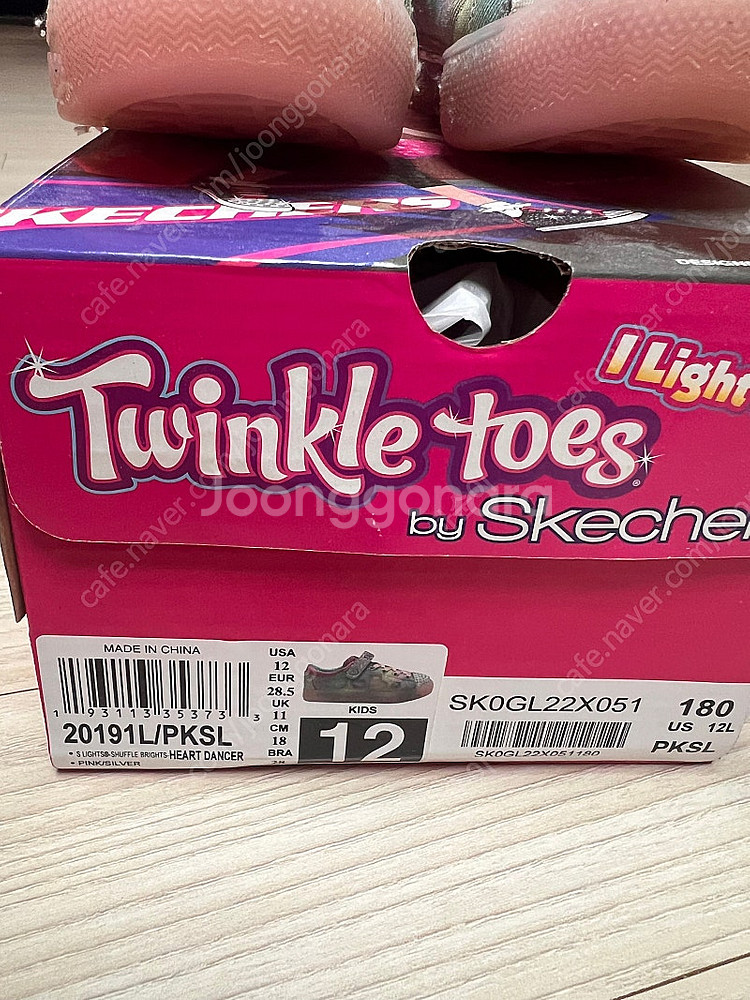 SKECHERS
DESIGNE
I Light
Twinkle toes
by Skecher
Joonggonara
MADE IN CHINA
1 93113 35373 3
20191L/PKSL
• S LIGHTS®-SHUFFLE BRIGHTS-HEART DANCER
• PINK/SILVER
USA
12
EUR
28.5
UK
11
CM
18
BRA
KIDS
12
SK0GL22X051
SK0GL22X051180
180
US 12L
PKSL
cafe.naver.com/joonggonara